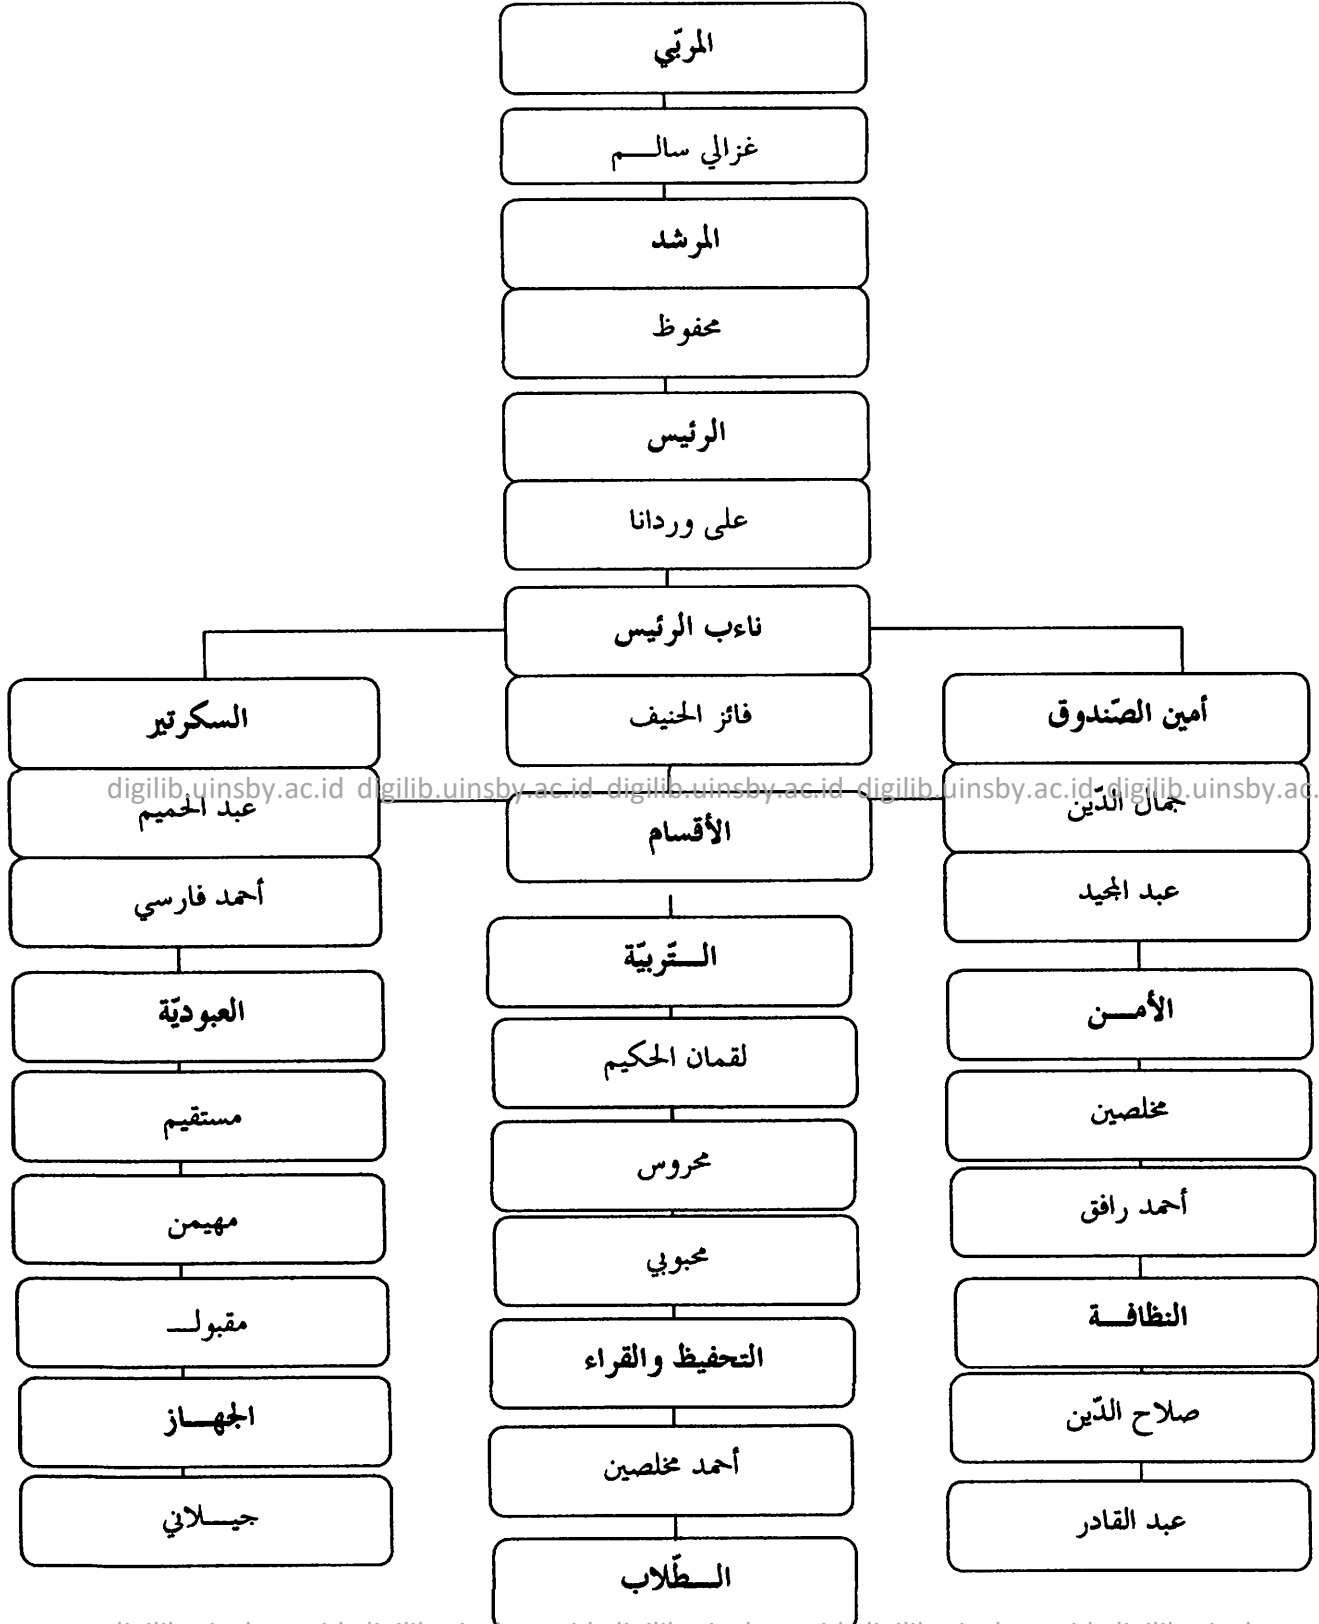 المربّي
غزالي سالـــم
المرشد
محفوظ
الرئيس
على وردانا
ناءب الرئيس
فائز الحنيف
أمين الصّندوق
جمال الدّين
عبد المجيد
الأمـــن
مخلصين
أحمد رافق
النظافـــة
صلاح الدّين
عبد القادر
الأقسام
الـــتّربيّة
لقمان الحكيم
محروس
محبوبي
التحفيظ والقراء
أحمد مخلصين
الـــطّلاب
السكرتير
عبد الحميم
أحمد فارسي
العبوديّة
مستقيم
مهيمن
مقبولـــ
الجهـــاز
جيـــلاني
digilib.uinsby.ac.id digilib.uinsby.ac.id digilib.uinsby.ac.id digilib.uinsby.ac.id digilib.uinsby.ac.